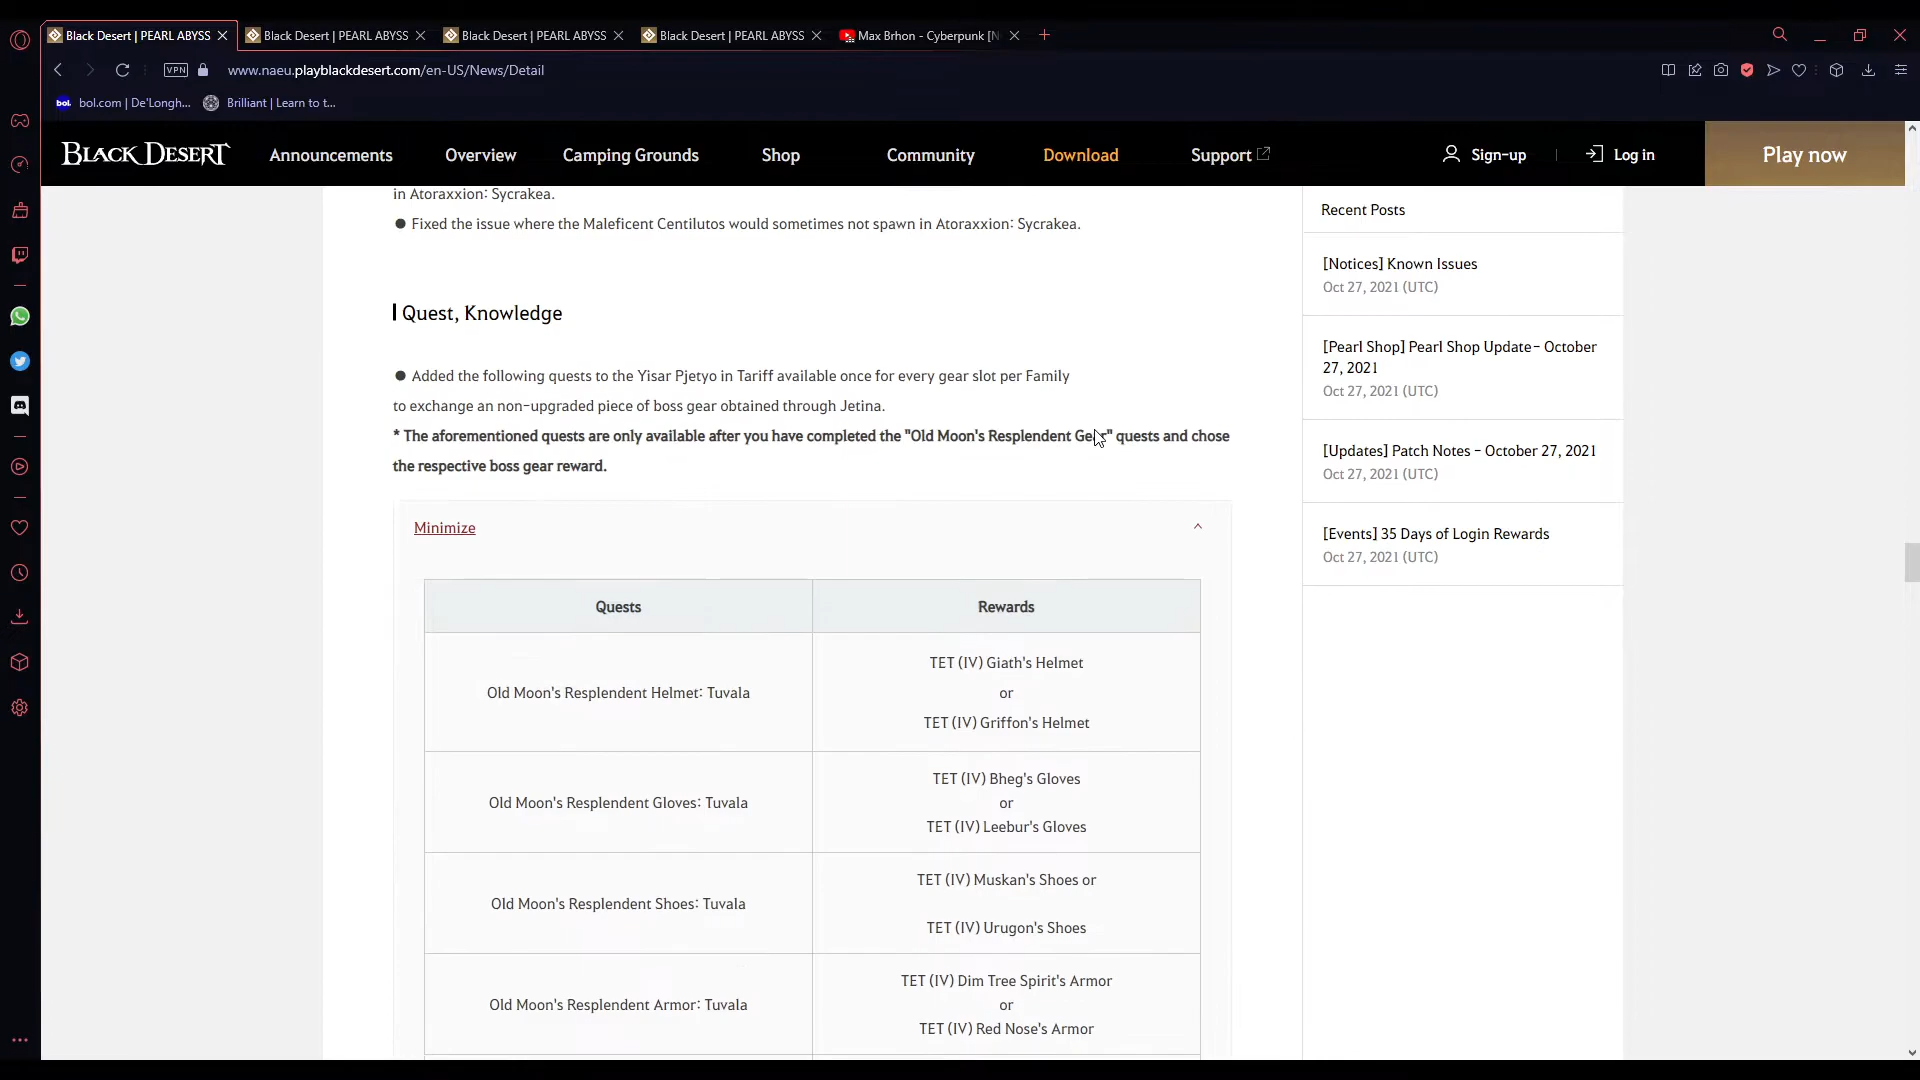 Black Desert | PEARL ABYSS
Black Desert | PEARL ABYSS
Black Desert | PEARL ABYSS
Black Desert | PEARL ABYSS
Max Brhon - Cyberpunk [N
VPN
www.naeu.playblackdesert.com/en-US/News/Detail
bol. bol.com | De'Longh...
Brilliant | Learn to t...
BLACK DESERT
Announcements
Overview
Camping Grounds
Shop
Community
Download
Support
Sign-up
Log in
Play now
in Atoraxxion: Sycrakea.
● Fixed the issue where the Maleficent Centilutos would sometimes not spawn in Atoraxxion: Sycrakea.
Quest, Knowledge
● Added the following quests to the Yisar Pjetyo in Tariff available once for every gear slot per Family
to exchange an non-upgraded piece of boss gear obtained through Jetina.
* The aforementioned quests are only available after you have completed the "Old Moon's Resplendent Gear" quests and chose
the respective boss gear reward.
Minimize
Quests
Rewards
Old Moon's Resplendent Helmet: Tuvala
TET (IV) Giath's Helmet
or
TET (IV) Griffon's Helmet
Old Moon's Resplendent Gloves: Tuvala
TET (IV) Bheg's Gloves
or
TET (IV) Leebur's Gloves
Old Moon's Resplendent Shoes: Tuvala
TET (IV) Muskan's Shoes or
TET (IV) Urugon's Shoes
Old Moon's Resplendent Armor: Tuvala
TET (IV) Dim Tree Spirit's Armor
or
TET (IV) Red Nose's Armor
Recent Posts
[Notices] Known Issues
Oct 27, 2021 (UTC)
[Pearl Shop] Pearl Shop Update- October
27, 2021
Oct 27, 2021 (UTC)
[Updates] Patch Notes - October 27, 2021
Oct 27, 2021 (UTC)
[Events] 35 Days of Login Rewards
Oct 27, 2021 (UTC)